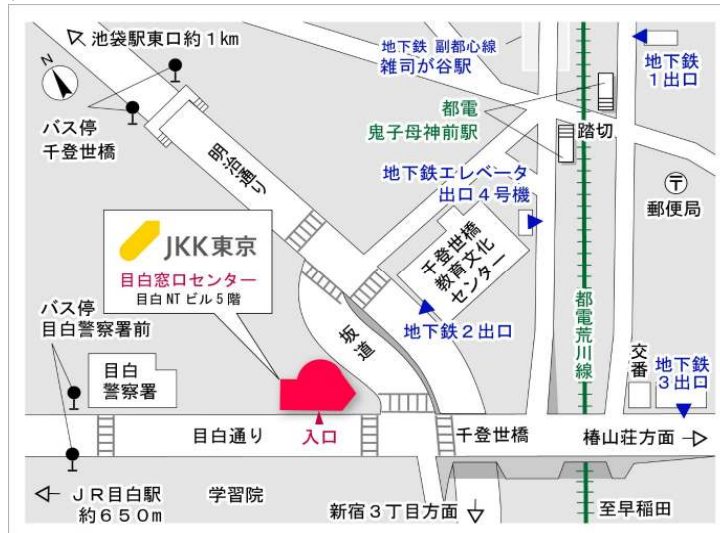 池袋駅東口約1km
N
バス停
千登世橋
明治通り
地下鉄 副都心線
雑司が谷駅
地下鉄
1出口
都電
鬼子母神前駅
踏切
地下鉄エレベータ
出口4号機
〒
郵便局
JKK東京
目白窓口センター
目白NTビル5階
千登世橋
教育文化
センター
地下鉄2出口
都電荒川線
坂道
バス停
目白警察署前
目白
警察署
交番
地下鉄
3出口
目白通り
入口
千登世橋
椿山荘方面
JR目白駅
約650m
学習院
新宿3丁目方面
至早稲田